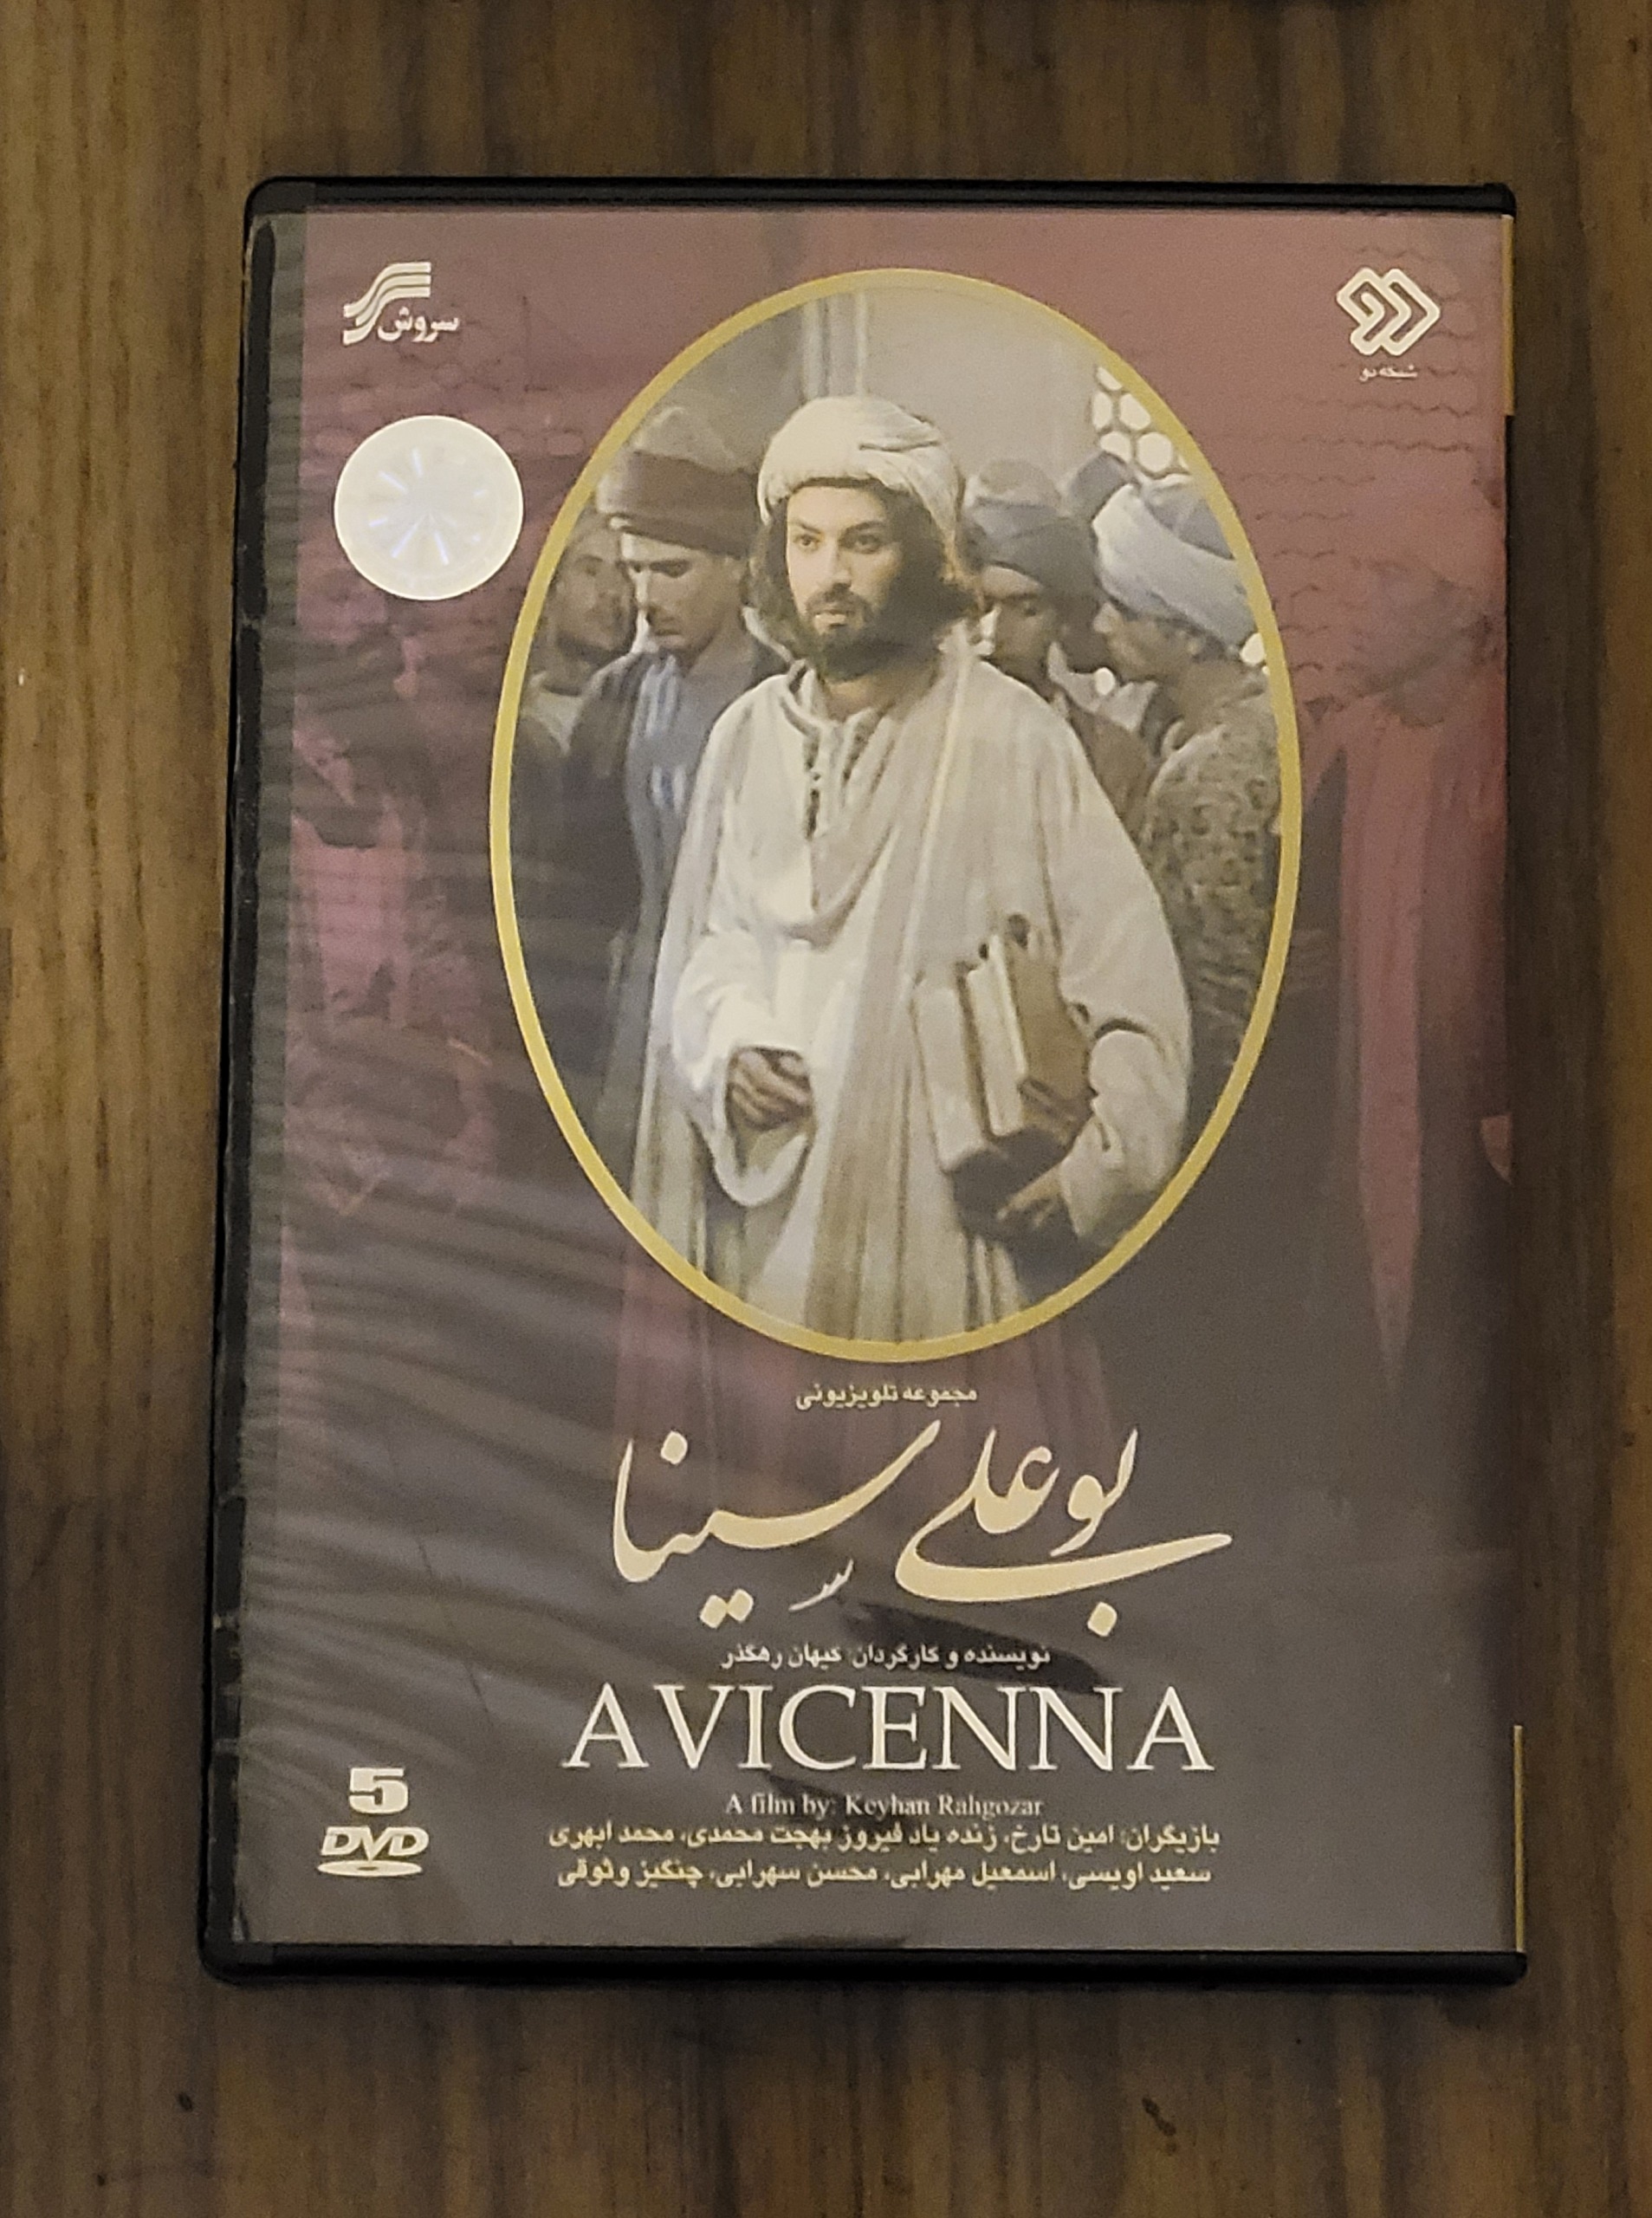 سروش
شبکه دو
مجموعه تلویزیونی
بوعلی سینا
نویسنده و کارگردان: کیهان رهگذر
AVICENNA
A film by: Keyhan Rahgozar
بازیگران: امین تارخ، زنده یاد فیروز بهجت محمدی، محمد ابهری
سعید اویسی، اسمعیل مهرابی، محسن سهرابی، چنگیز وثوقی
5
DVD